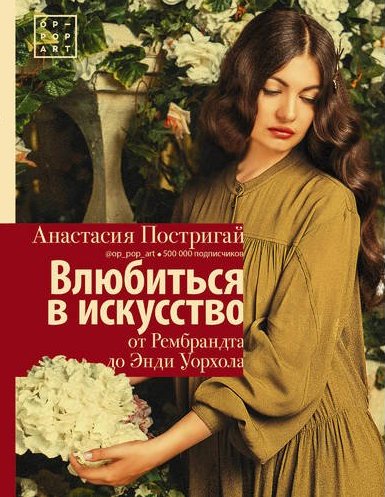 OP-
POP
ART
Анастасия Постригай
@op_pop_art • 500 000 подписчиков
Влюбиться
в искусство
от Рембрандта
до Энди Уорхола